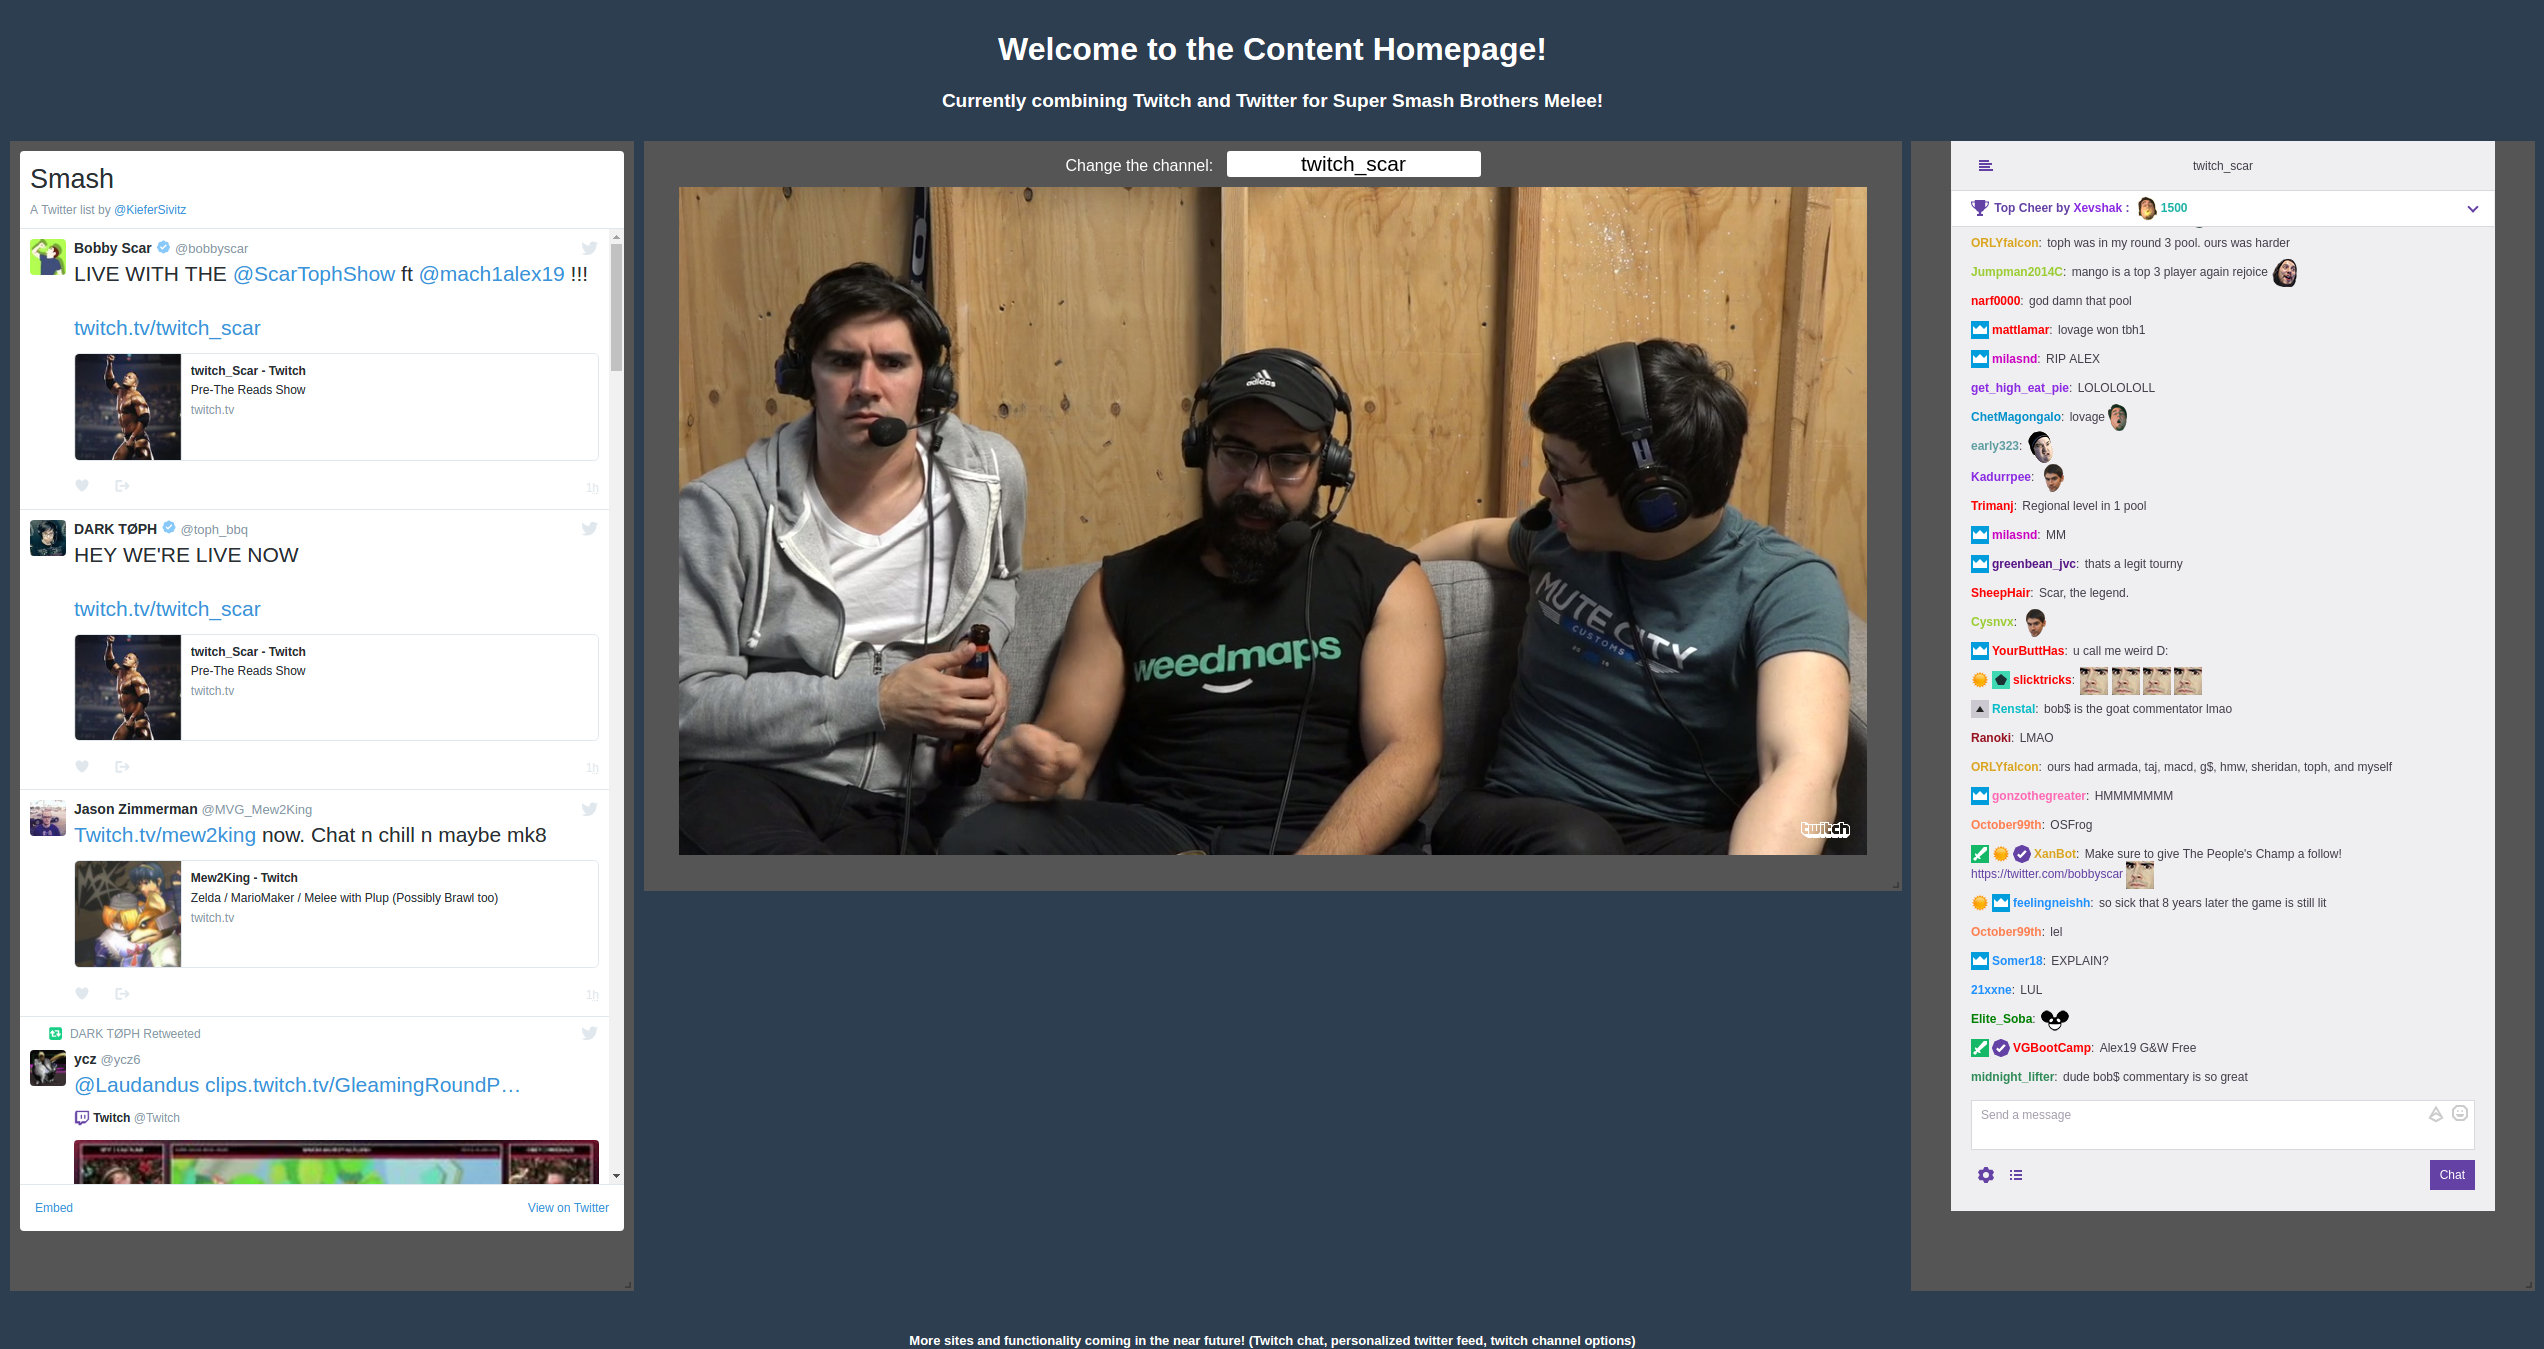 Welcome to the Content Homepage!
Currently combining Twitch and Twitter for Super Smash Brothers Melee!
Smash
A Twitter list by @KieferSivitz
Bobby Scar @bobbyscar
LIVE WITH THE @ScarTophShow ft @mach1alex19 !!!
twitch.tv/twitch_scar
twitch_Scar - Twitch
Pre-The Reads Show
twitch.tv
1h
DARK TØPH @toph_bbq
HEY WE'RE LIVE NOW
twitch.tv/twitch_scar
twitch_Scar - Twitch
Pre-The Reads Show
twitch.tv
1h
Jason Zimmerman @MVG_Mew2King
Twitch.tv/mew2king now. Chat n chill n maybe mk8
Mew2King - Twitch
Zelda / MarioMaker / Melee with Plup (Possibly Brawl too)
twitch.tv
1h
DARK TØPH Retweeted
ycz @ycz6
@Laudandus clips.twitch.tv/GleamingRoundP…
Twitch @Twitch
Embed
View on Twitter
Change the channel: twitch_scar
adidas
weedmaps
MUTE CITY
CUSTOMS
twitch
twitch_scar
Top Cheer by Xevshak : 1500
ORLYfalcon: toph was in my round 3 pool. ours was harder
Jumpman2014C: mango is a top 3 player again rejoice
narf0000: god damn that pool
mattlamar: lovage won tbh1
milasnd: RIP ALEX
get_high_eat_pie: LOLOLOLOLL
ChetMagongalo: lovage
early323:
Kadurrpee:
Trimanj: Regional level in 1 pool
milasnd: MM
greenbean_jvc: thats a legit tourny
SheepHair: Scar, the legend.
Cysnvx:
YourButtHas: u call me weird D:
slicktricks:
Renstal: bob$ is the goat commentator lmao
Ranoki: LMAO
ORLYfalcon: ours had armada, taj, macd, g$, hmw, sheridan, toph, and myself
gonzothegreater: HMMMMMMM
October99th: OSFrog
XanBot: Make sure to give The People's Champ a follow!
https://twitter.com/bobbyscar
feelingneishh: so sick that 8 years later the game is still lit
October99th: lel
Somer18: EXPLAIN?
21xxne: LUL
Elite_Soba:
VGBootCamp: Alex19 G&W Free
midnight_lifter: dude bob$ commentary is so great
Send a message
Chat
More sites and functionality coming in the near future! (Twitch chat, personalized twitter feed, twitch channel options)